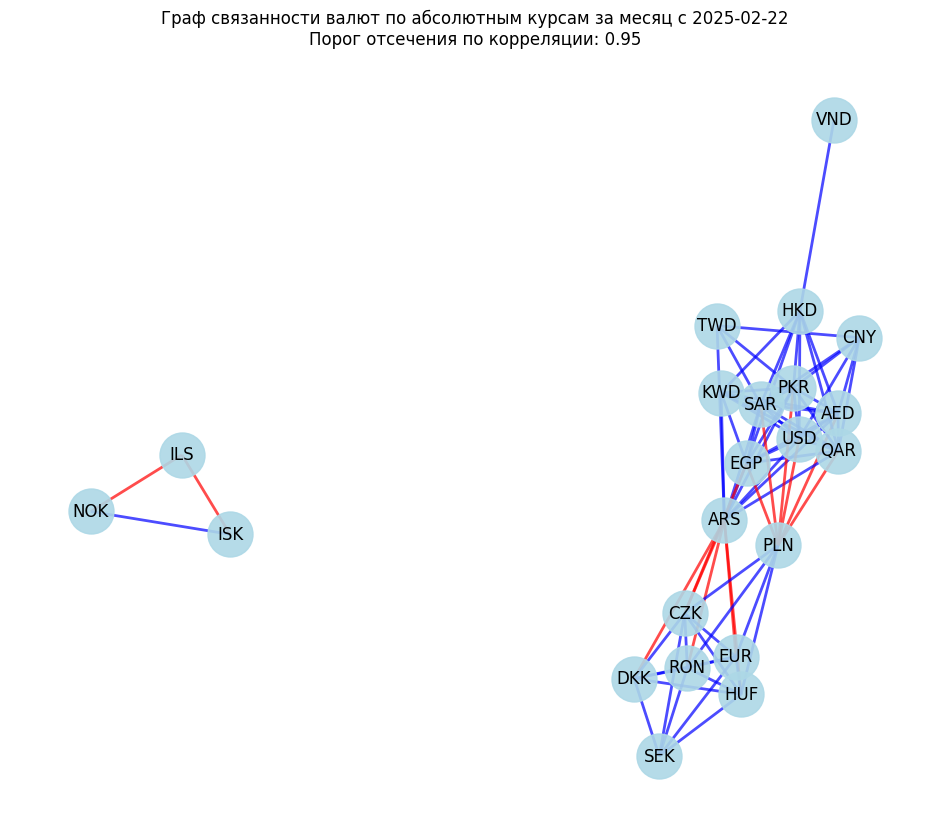 Граф связанности валют по абсолютным курсам за месяц с 2025-02-22
Порог отсечения по корреляции: 0.95
VND
HKD
TWD
CNY
PKR
KWD
SAR
AED
USD
QAR
EGP
ILS
NOK
ISK
ARS
PLN
CZK
EUR
RON
DKK
HUF
SEK